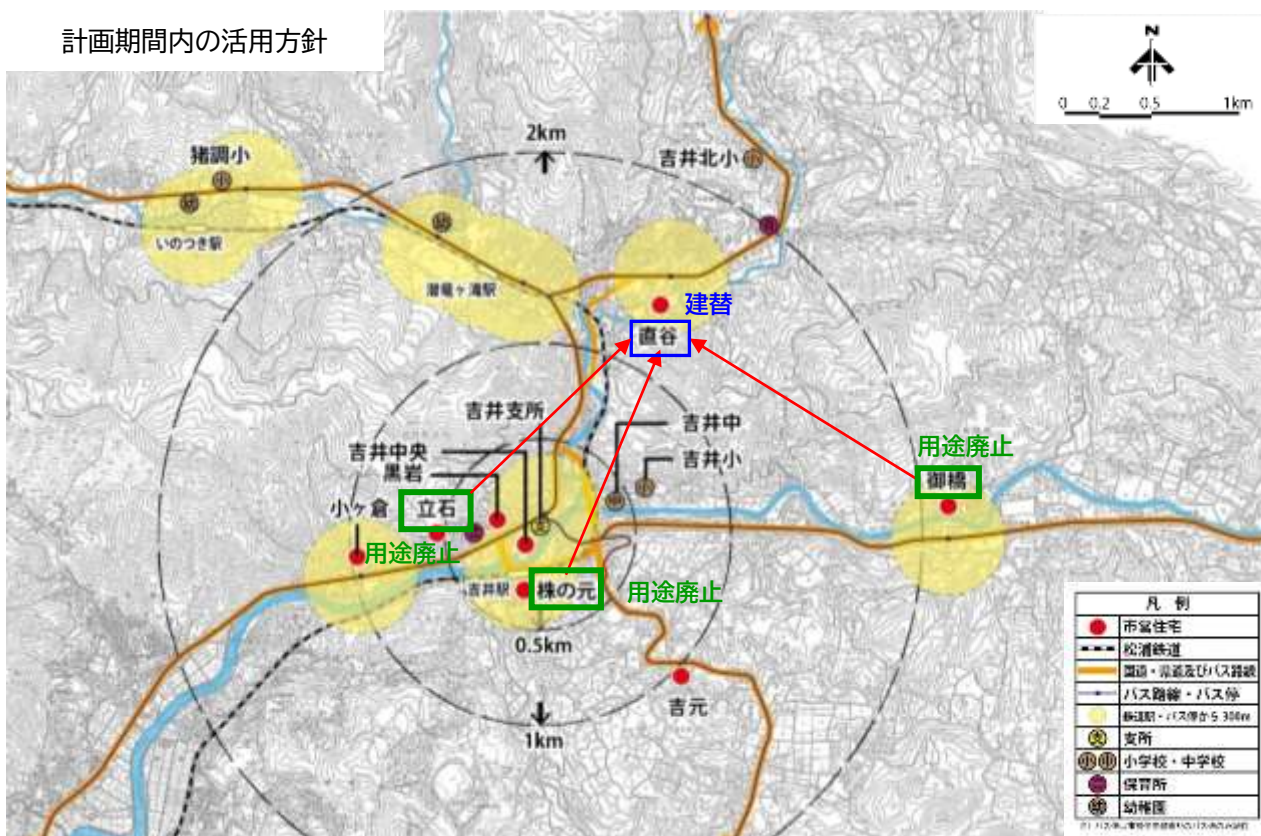 計画期間内の活用方針
N
0 0.2 0.5 1km
2km
猪調小
吉井北小
いのつき駅
潜竜ヶ滝駅
建替
直谷
吉井支所
吉井中央
黒岩
吉井中
吉井小
用途廃止
御橋
小ヶ倉
立石
用途廃止
吉井駅
株の元
用途廃止
0.5km
吉元
1km
凡 例
市営住宅
松浦鉄道
国道・県道及びバス路線
バス路線・バス停
鉄道駅・バス停から300m
支 支所
小 中 小学校・中学校
保育所
幼 幼稚園